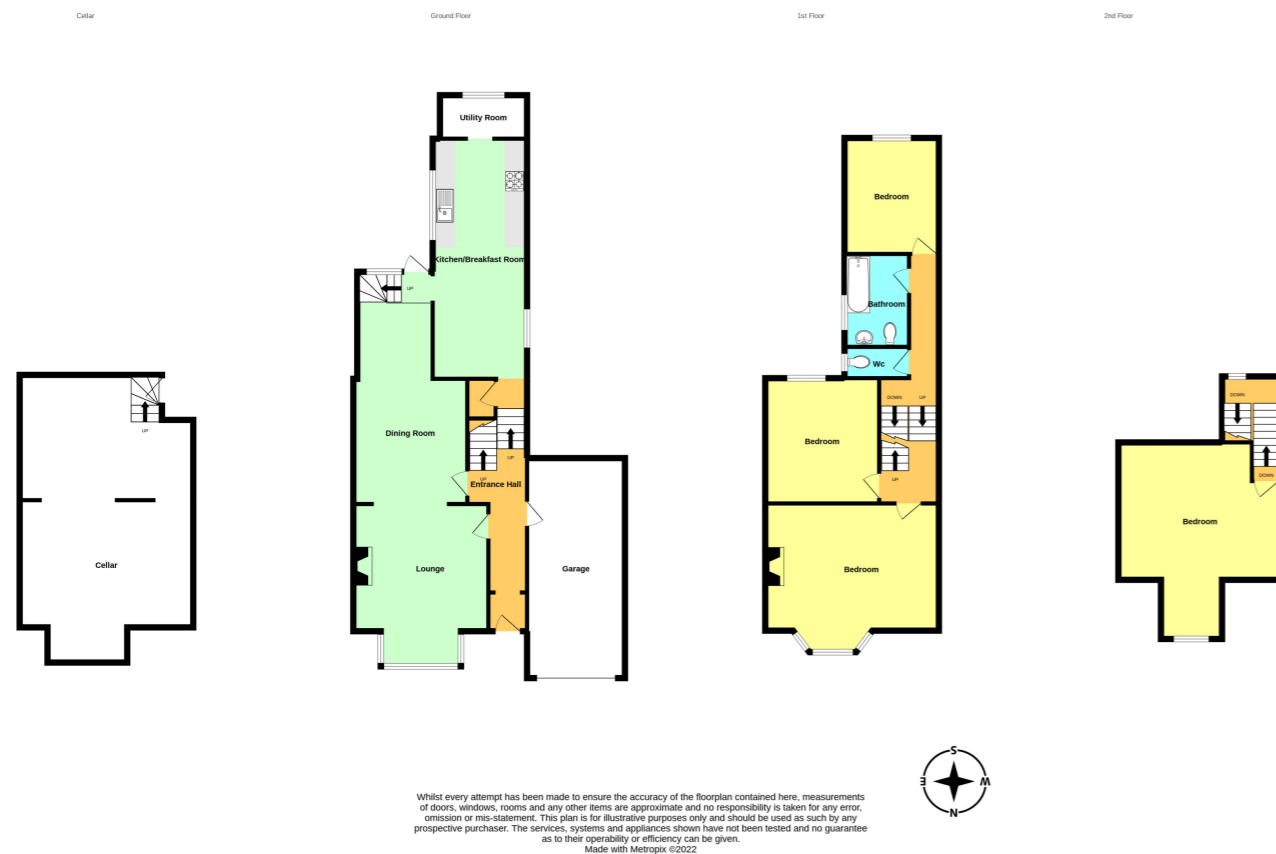 Cellar
Ground Floor
1st Floor
2nd Floor
Utility Room
Kitchen/Breakfast Room
UP
Dining Room
UP
UP
Entrance Hall
Lounge
Garage
UP
Cellar
Bedroom
Bathroom
Wc
DOWN
UP
Bedroom
UP
Bedroom
DOWN
DOWN
Bedroom
S
E
W
N
Whilst every attempt has been made to ensure the accuracy of the floorplan contained here, measurements
of doors, windows, rooms and any other items are approximate and no responsibility is taken for any error,
omission or mis-statement. This plan is for illustrative purposes only and should be used as such by any
prospective purchaser. The services, systems and appliances shown have not been tested and no guarantee
as to their operability or efficiency can be given.
Made with Metropix ©2022